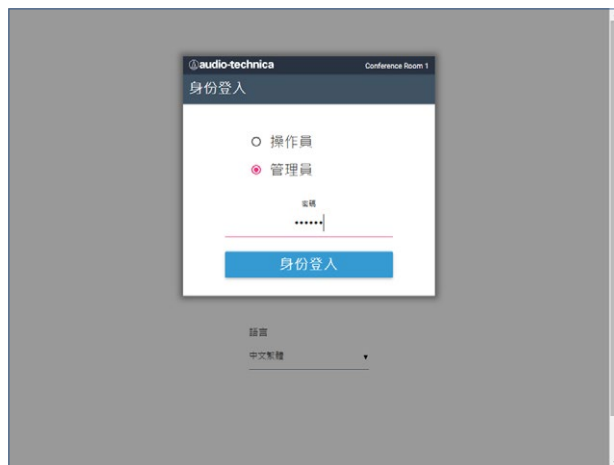 audio-technica
Conference Room 1
身份登入
操作員
管理員
密碼
••••••
身份登入
語言
中文繁體